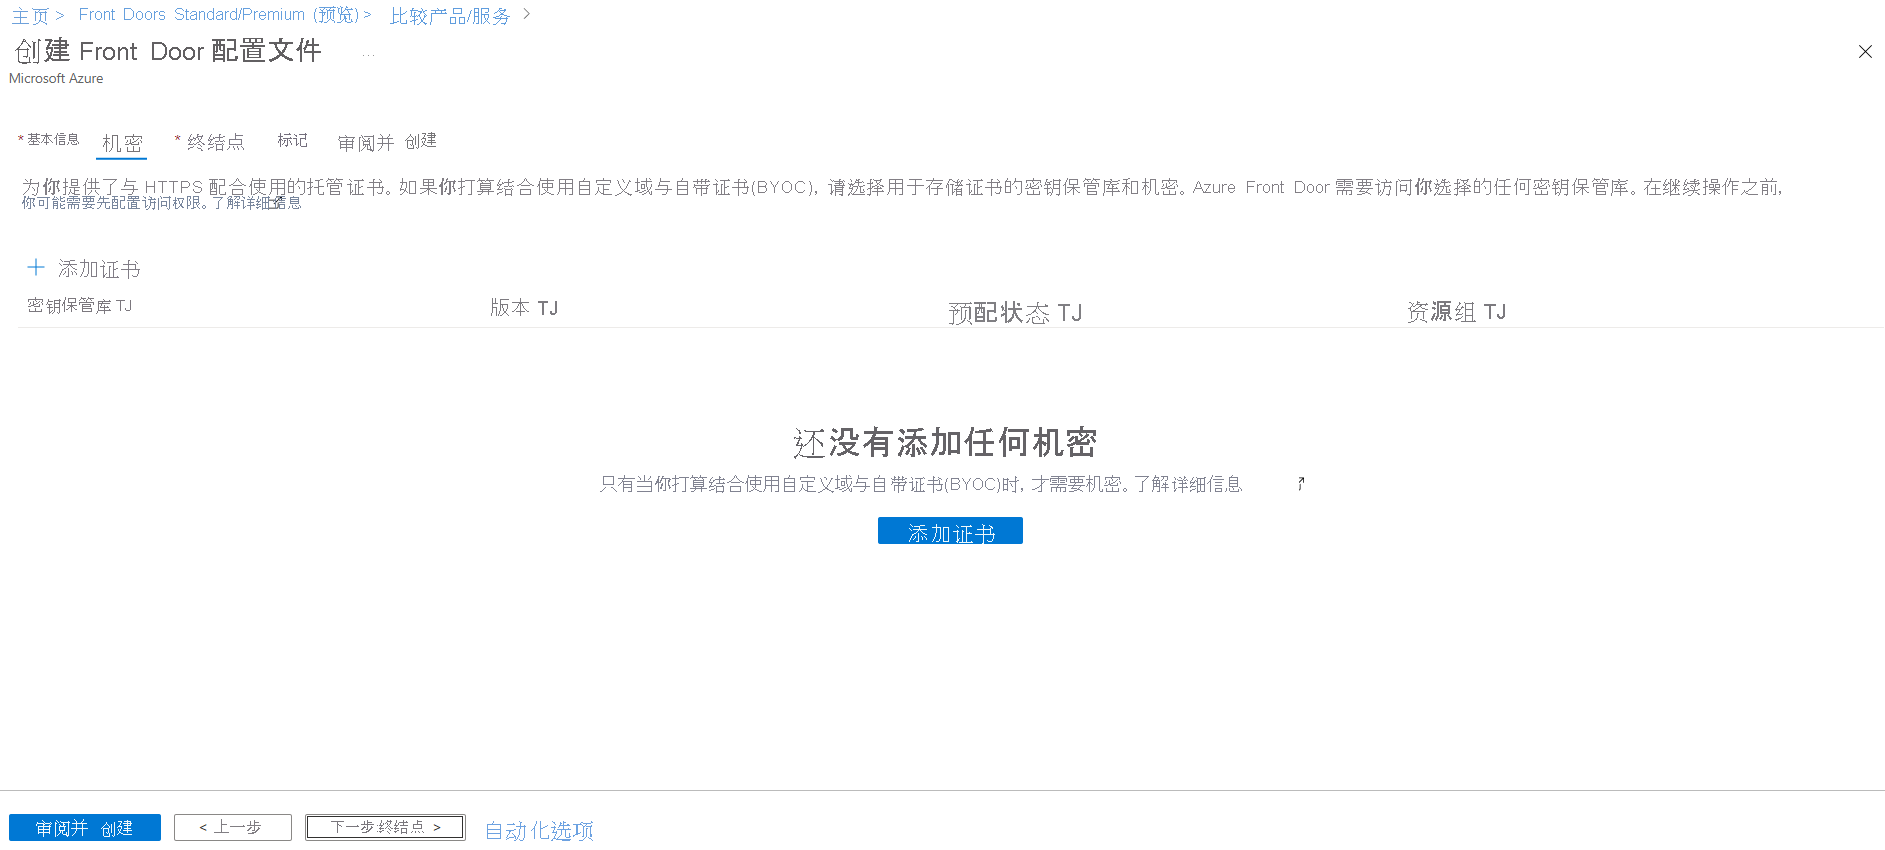 主页 > Front Doors Standard/Premium (预览) > 比较产品/服务 >
创建 Front Door 配置文件 ...
Microsoft Azure
* 基本信息 机密 * 终结点 标记 审阅并 创建
为你提供了与 HTTPS 配合使用的托管证书。如果你打算结合使用自定义域与自带证书(BYOC)，请选择用于存储证书的密钥保管库和机密。Azure Front Door 需要访问你选择的任何密钥保管库。在继续操作之前，
你可能需要先配置访问权限。了解详细信息
+ 添加证书
密钥保管库 TJ 版本 TJ 预配状态 TJ 资源组 TJ
还没有添加任何机密
只有当你打算结合使用自定义域与自带证书(BYOC)时，才需要机密。了解详细信息
添加证书
审阅并 创建 < 上一步 下一步:终结点 > 自动化选项